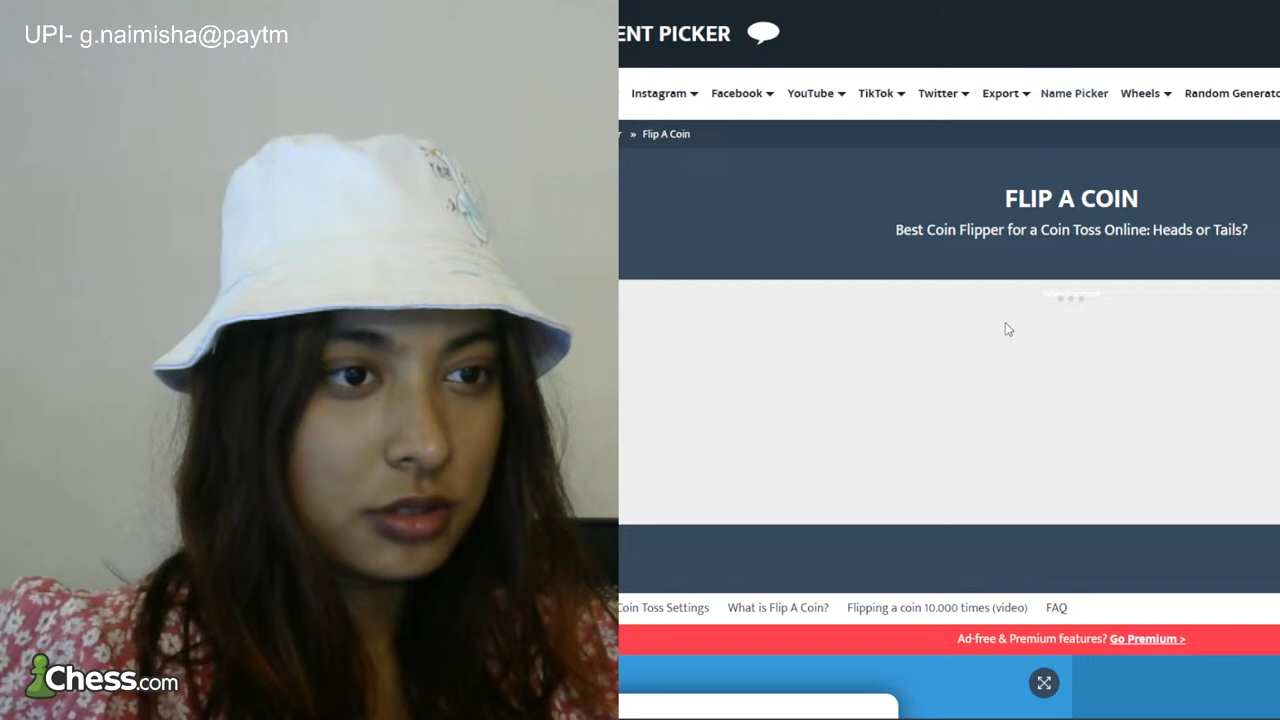 UPI- g.naimisha@paytm
ENT PICKER
Instagram Facebook YouTube TikTok Twitter Export Name Picker Wheels Random Generato
» Flip A Coin
FLIP A COIN
Best Coin Flipper for a Coin Toss Online: Heads or Tails?
Coin Toss Settings What is Flip A Coin? Flipping a coin 10.000 times (video) FAQ
Ad-free & Premium features? Go Premium >
Chess.com